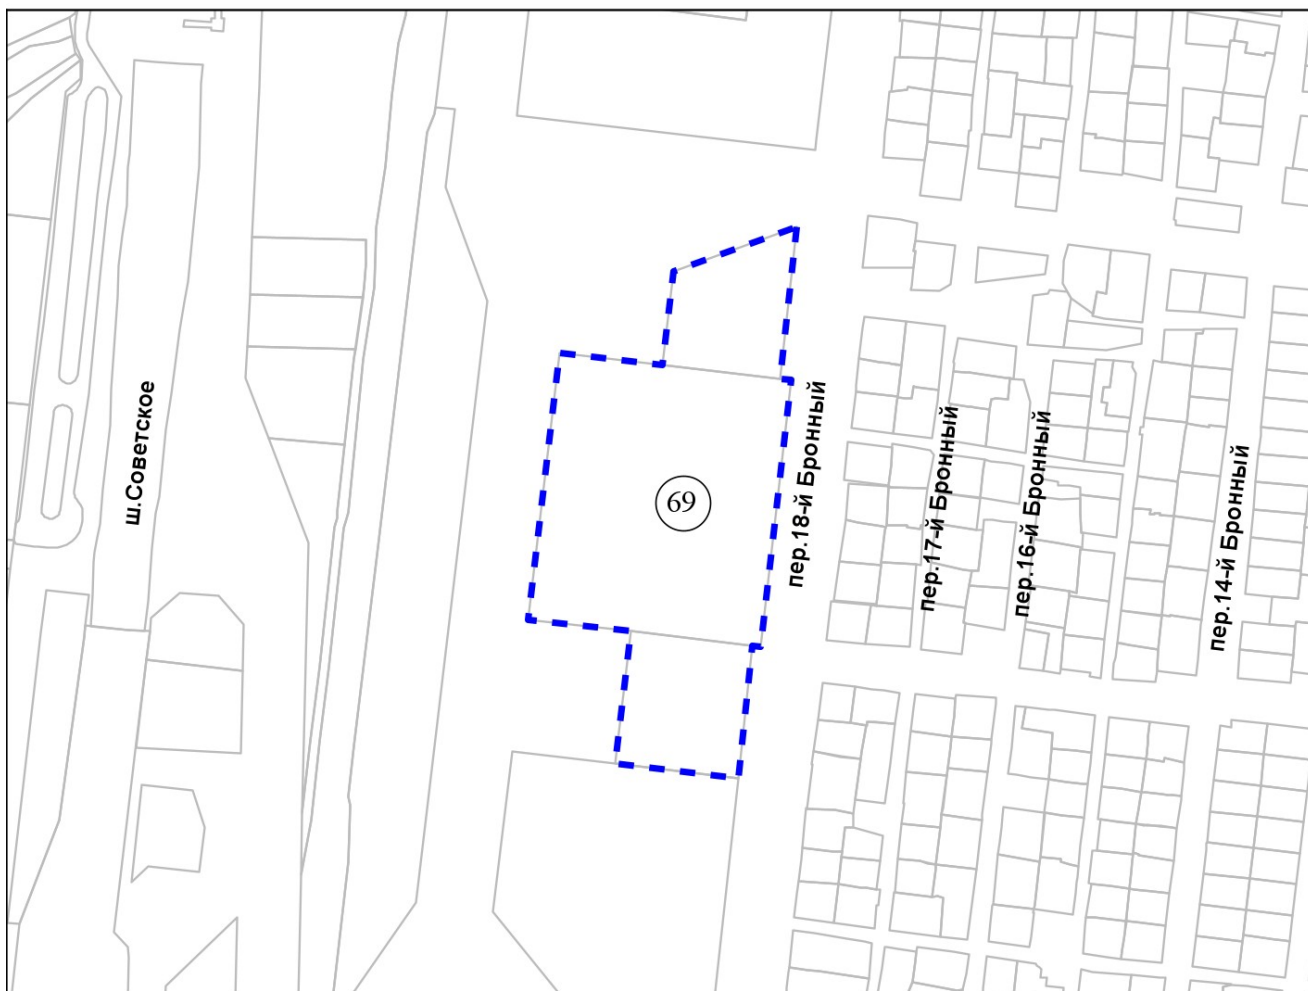 ш.Советское
69
пер.18-й Бронный
пер.17-й Бронный
пер.16-й Бронный
пер.14-й Бронный